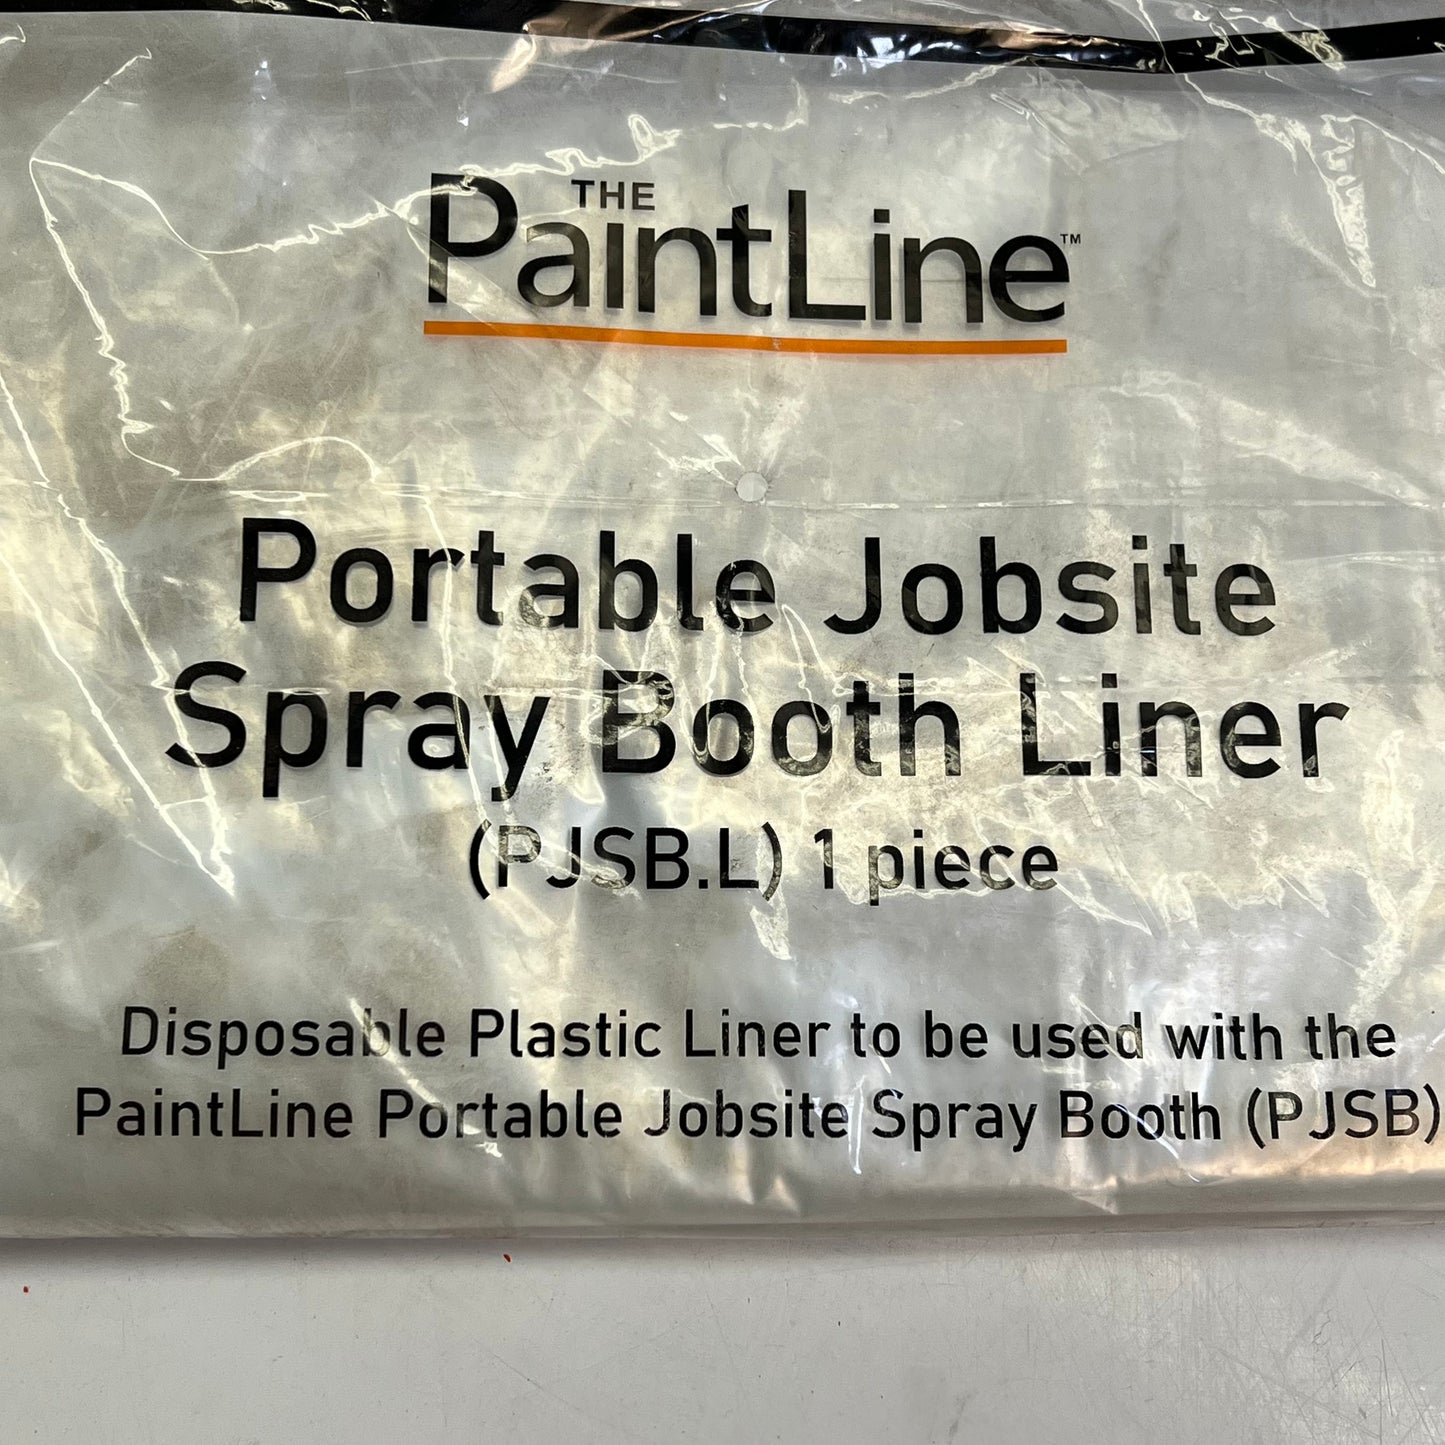 THE
PaintLine™
Portable Jobsite
Spray Booth Liner
(PJSB.L) 1 piece
Disposable Plastic Liner to be used with the
PaintLine Portable Jobsite Spray Booth (PJSB)